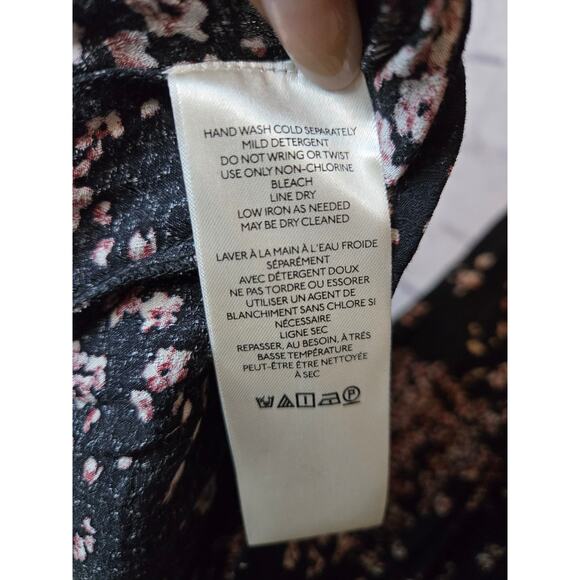 HAND WASH COLD SEPARATELY
MILD DETERGENT
DO NOT WRING OR TWIST
USE ONLY NON-CHLORINE
BLEACH
LINE DRY
LOW IRON AS NEEDED
MAY BE DRY CLEANED
LAVER À LA MAIN À L'EAU FROIDE
SÉPARÉMENT
AVEC DÉTERGENT DOUX
NE PAS TORDRE OU ESSORER
UTILISER UN AGENT DE
BLANCHIMENT SANS CHLORE SI
NÉCESSAIRE
LIGNE SEC
REPASSER, AU BESOIN, À TRÈS
BASSE TEMPÉRATURE
PEUT-ÊTRE ÊTRE NETTOYÉE
À SEC
P